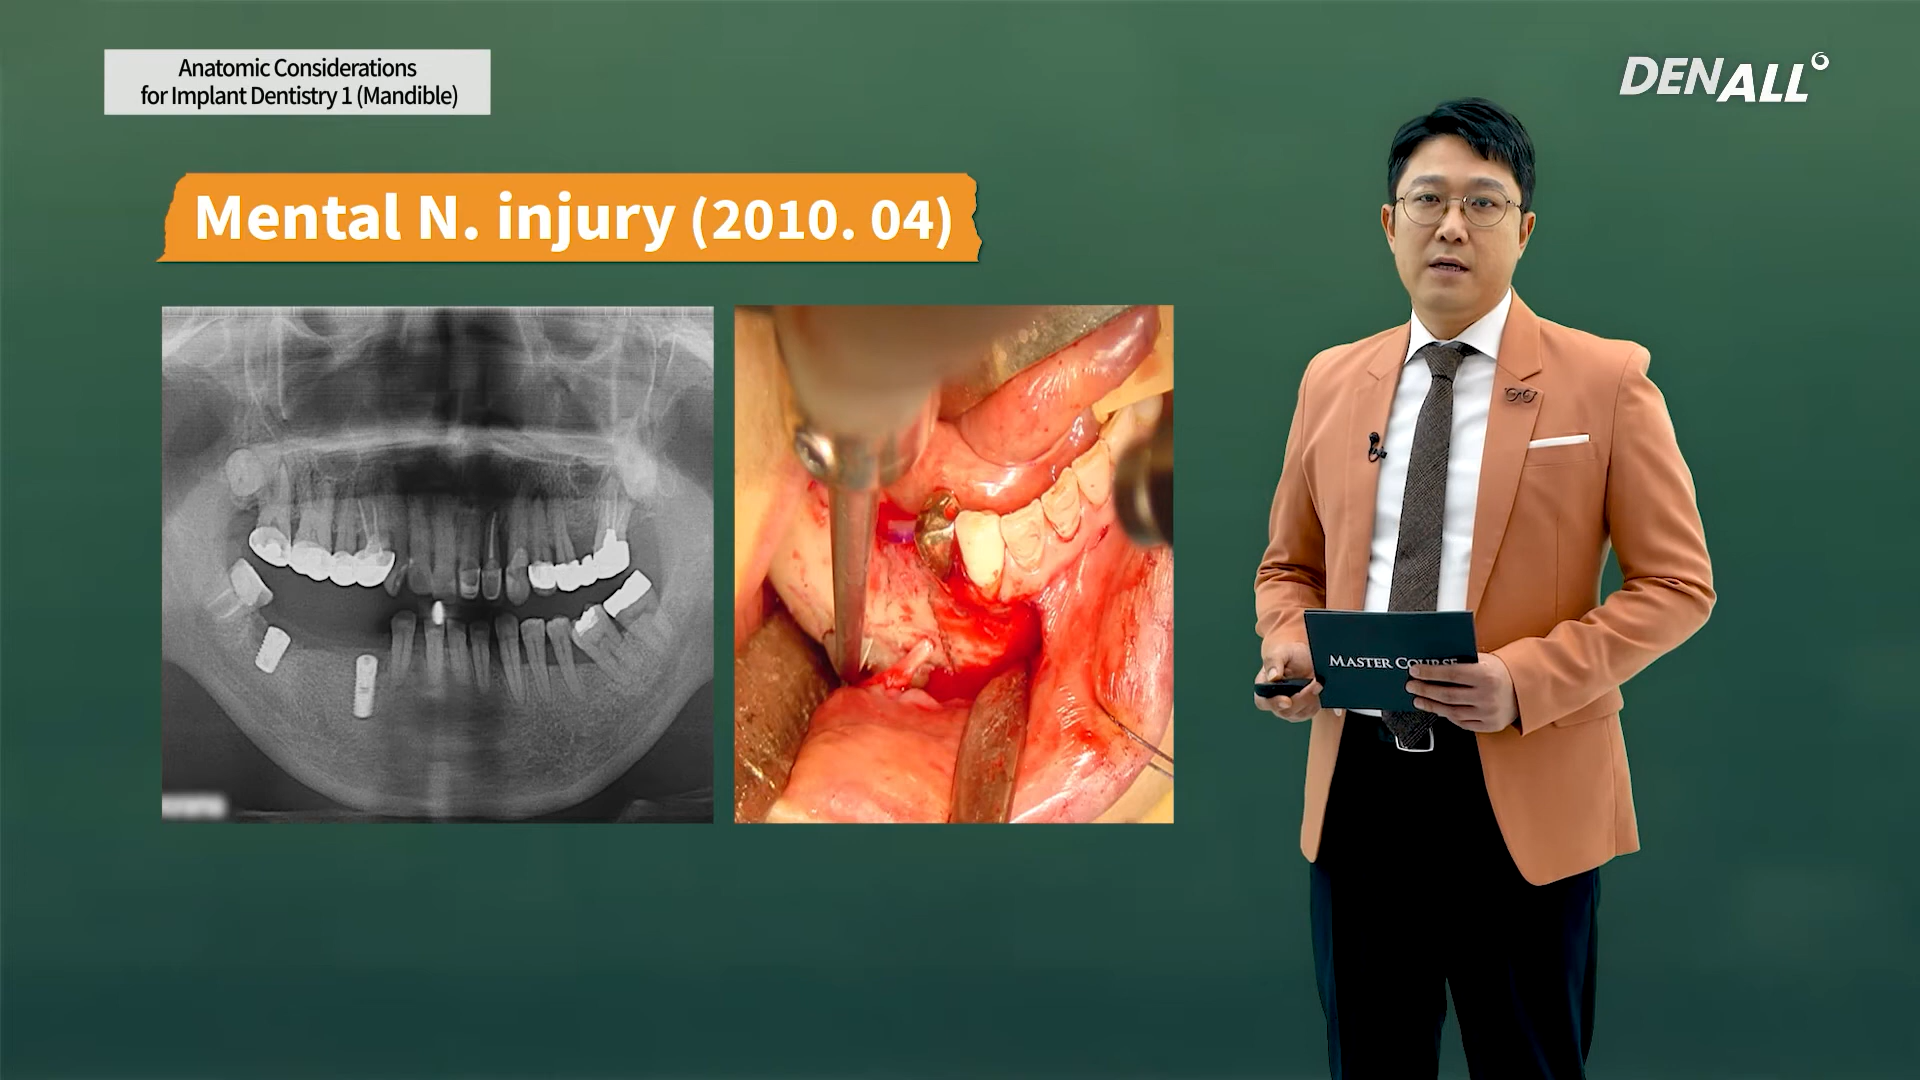 Anatomic Considerations
for Implant Dentistry 1 (Mandible)
DENALL
Mental N. injury (2010. 04)
MASTER COURSE